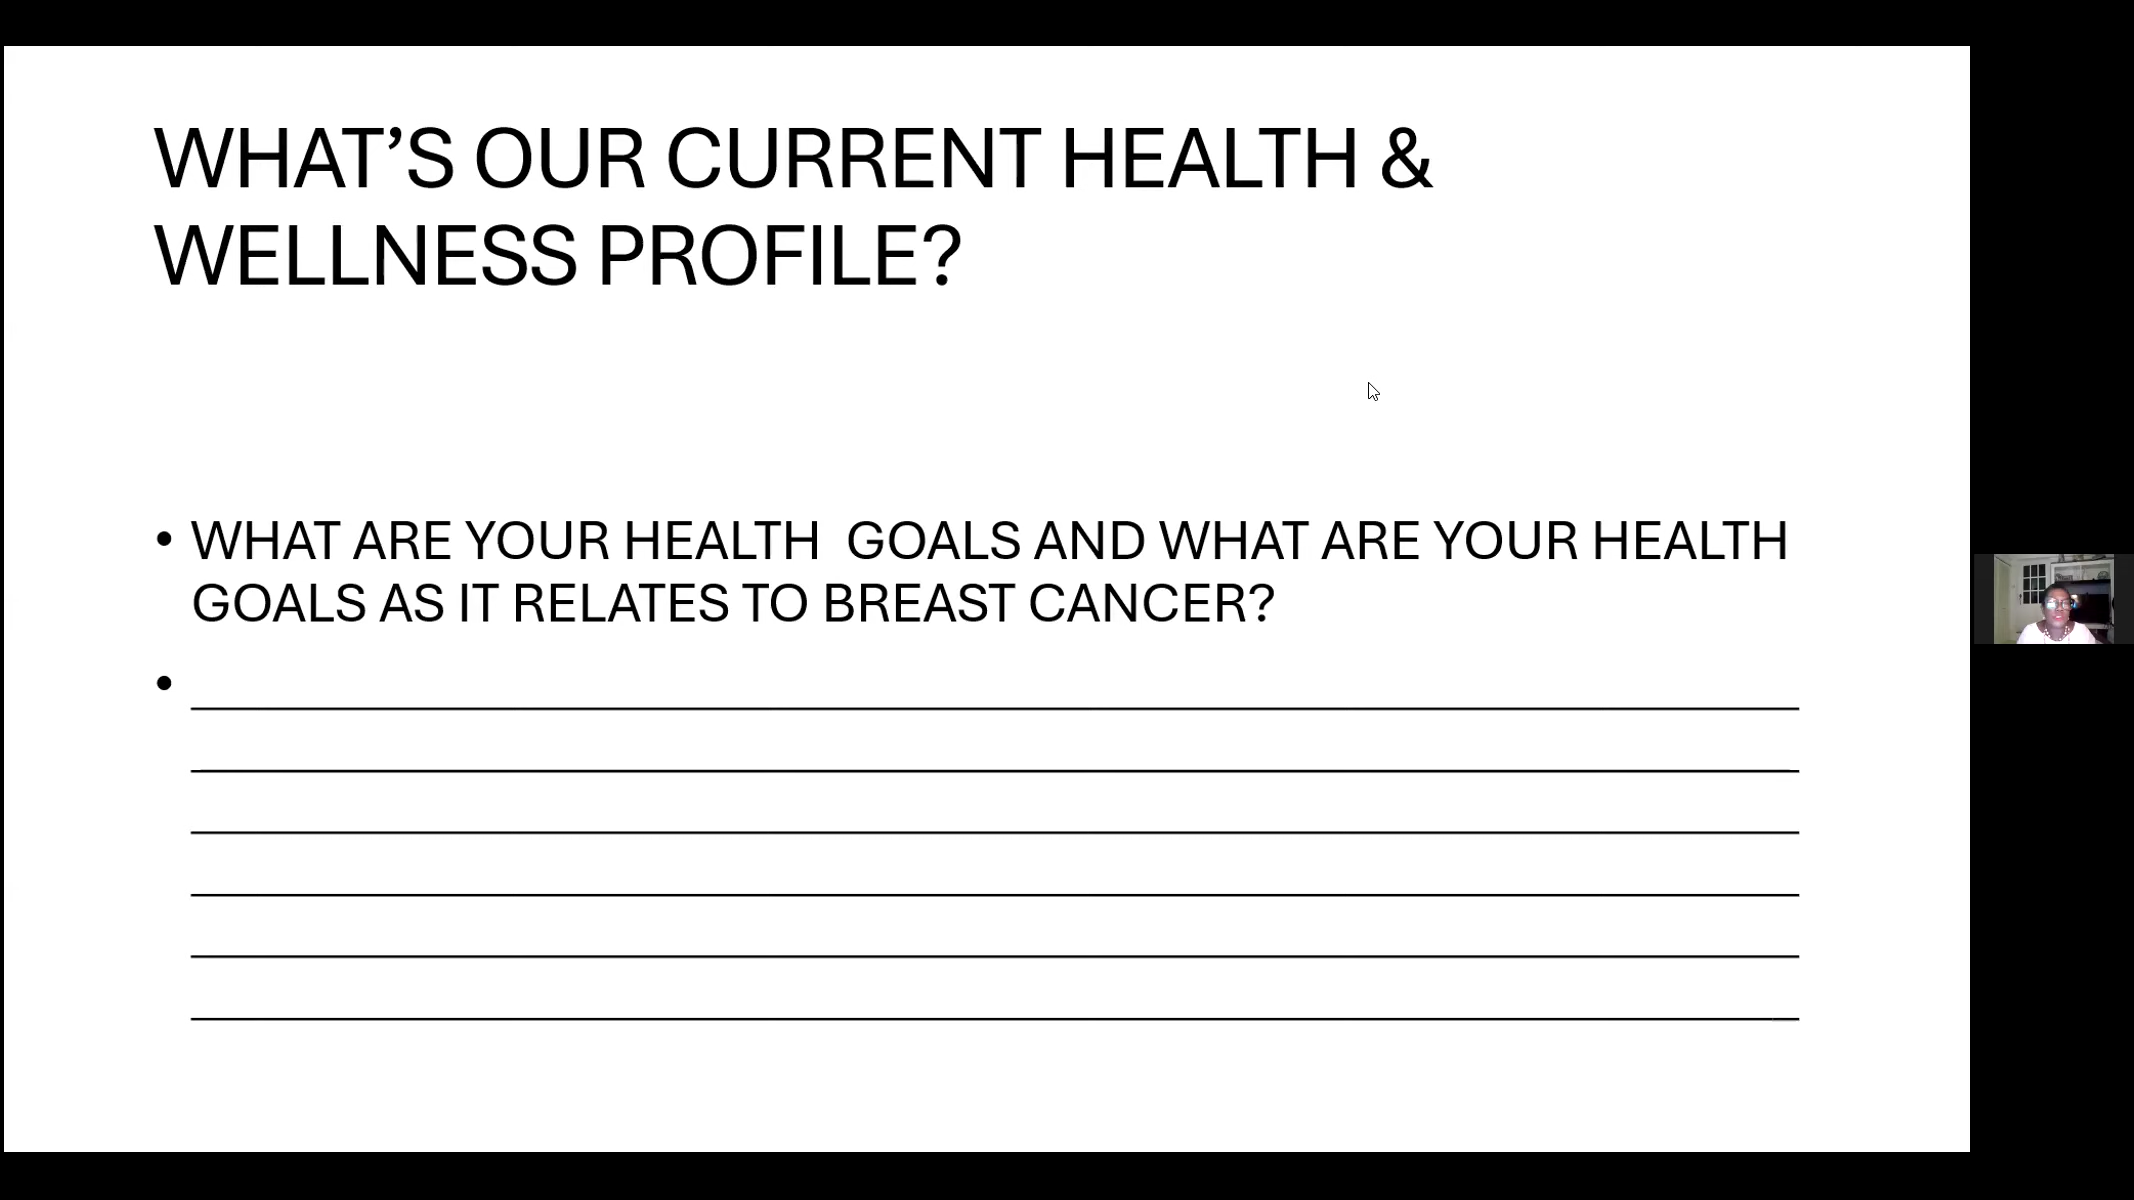 WHAT’S OUR CURRENT HEALTH &
WELLNESS PROFILE?
• WHAT ARE YOUR HEALTH  GOALS AND WHAT ARE YOUR HEALTH
GOALS AS IT RELATES TO BREAST CANCER?